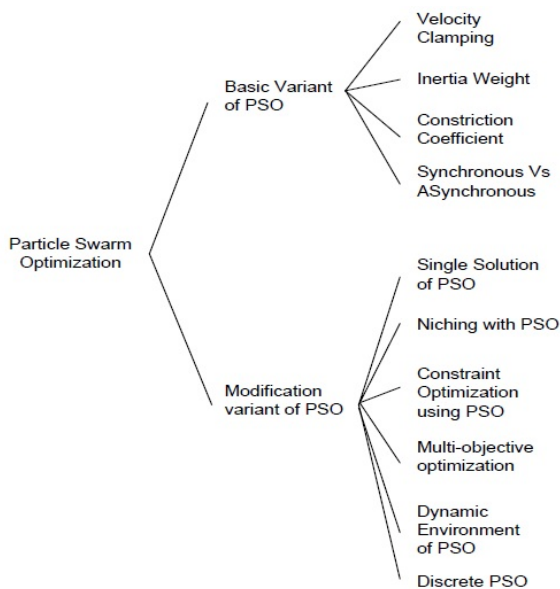 Particle Swarm
Optimization
Basic Variant
of PSO
Velocity
Clamping
Inertia Weight
Constriction
Coefficient
Synchronous Vs
ASynchronous
Modification
variant of PSO
Single Solution
of PSO
Niching with PSO
Constraint
Optimization
using PSO
Multi-objective
optimization
Dynamic
Environment
of PSO
Discrete PSO